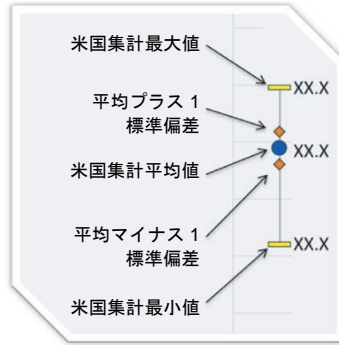 米国集計最大値
XX.X
平均プラス 1
標準偏差
米国集計平均値
XX.X
平均マイナス 1
標準偏差
XX.X
米国集計最小値